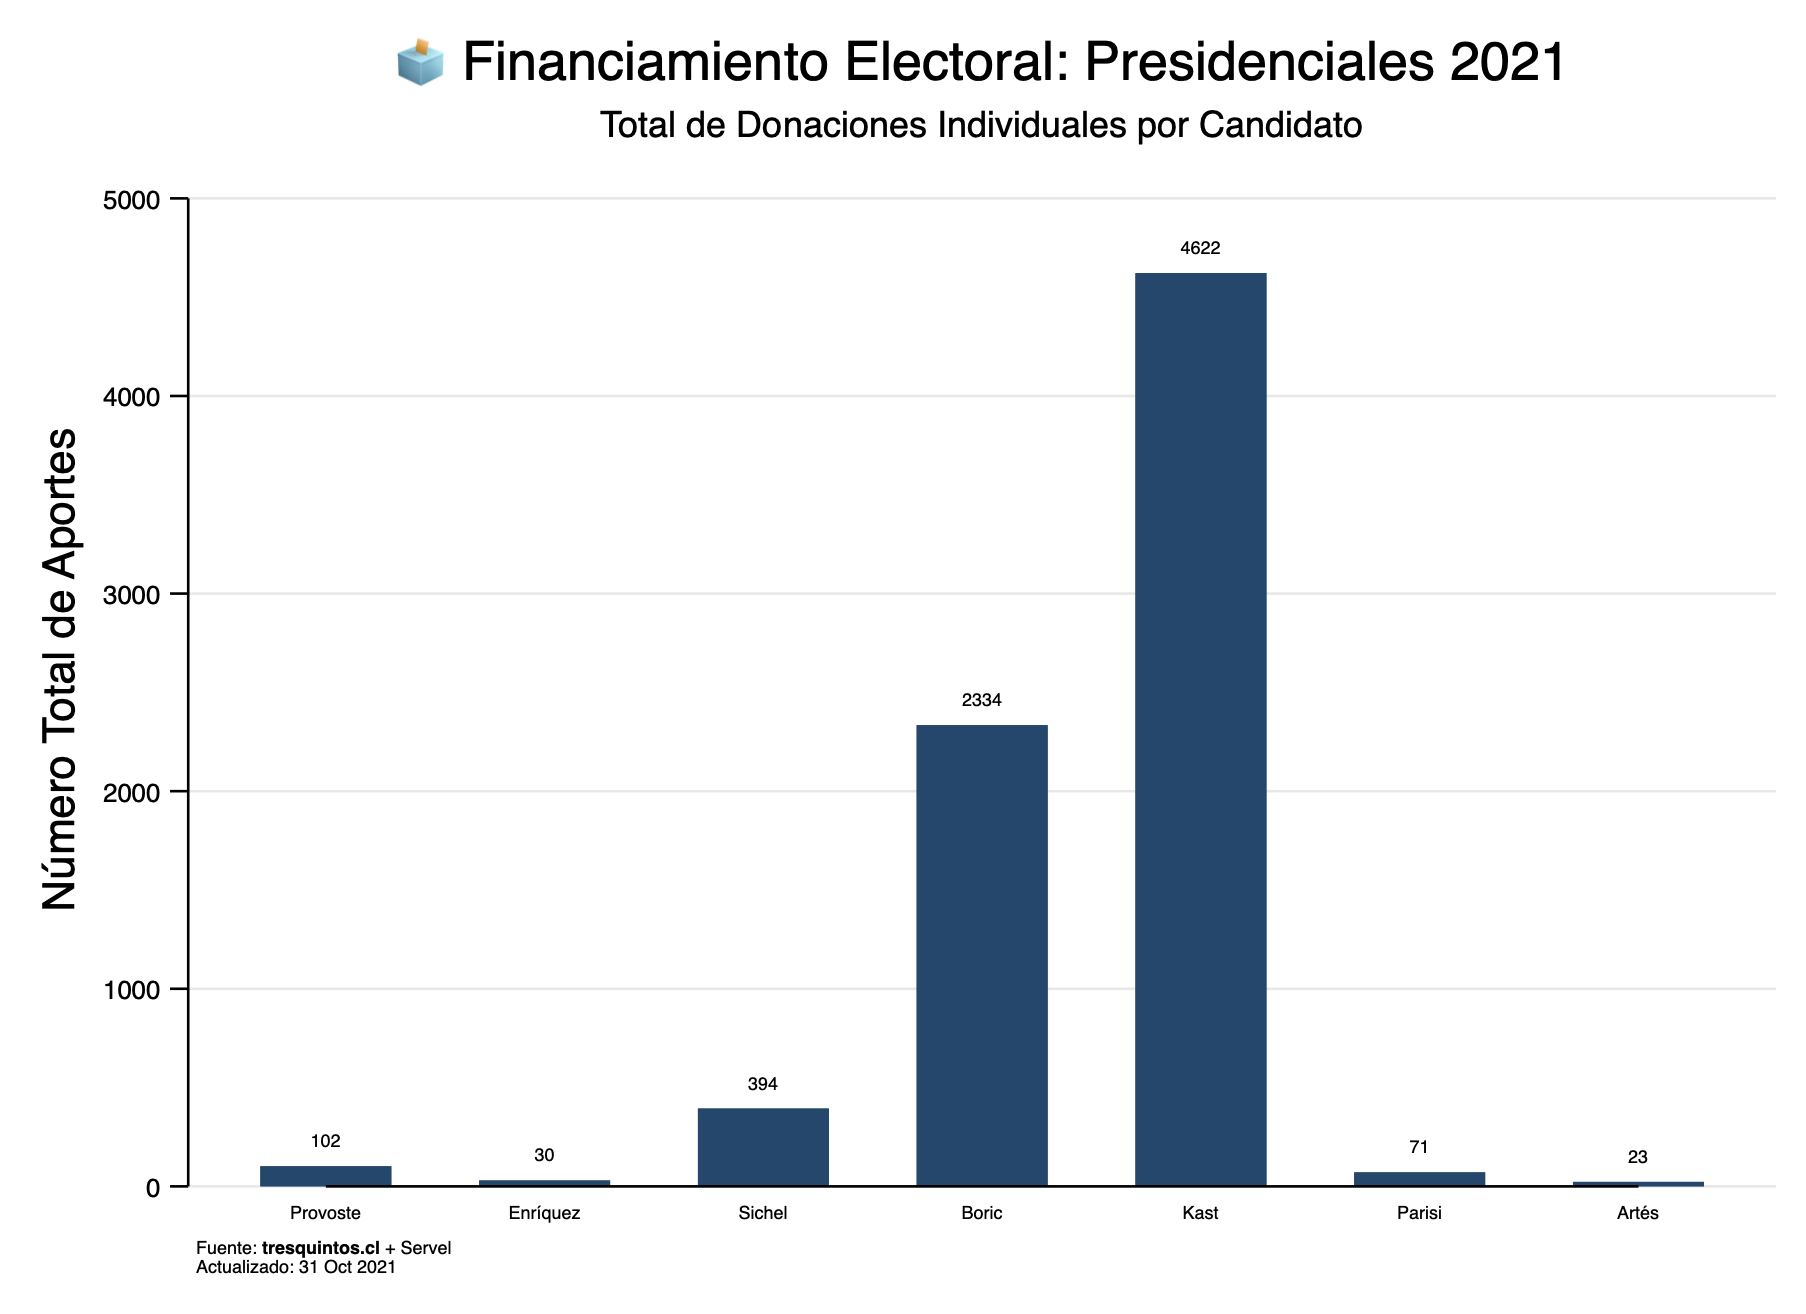 Financiamiento Electoral: Presidenciales 2021
Total de Donaciones Individuales por Candidato
Número Total de Aportes
5000
4000
3000
2000
1000
0
102
30
394
2334
4622
71
23
Provoste
Enríquez
Sichel
Boric
Kast
Parisi
Artés
Fuente: tresquintos.cl + Servel
Actualizado: 31 Oct 2021